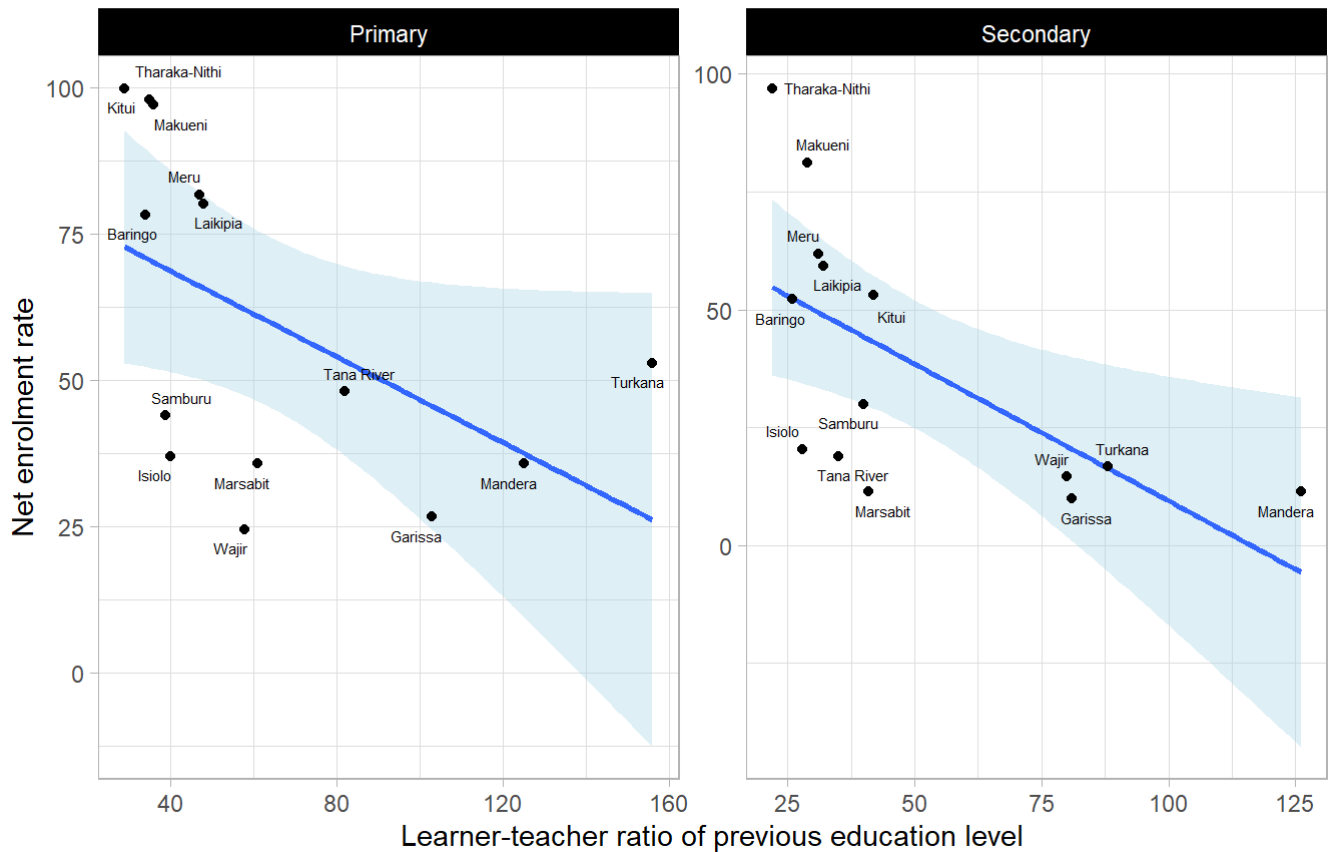 Primary
Secondary
Net enrolment rate
100
75
50
25
0
Tharaka-Nithi
Kitui
Makueni
Meru
Laikipia
Baringo
Tana River
Turkana
Samburu
Isiolo
Marsabit
Mandera
Wajir
Garissa
40
80
120
160
100
50
0
Tharaka-Nithi
Makueni
Meru
Laikipia
Kitui
Baringo
Samburu
Isiolo
Tana River
Marsabit
Wajir
Turkana
Garissa
Mandera
25
50
75
100
125
Learner-teacher ratio of previous education level